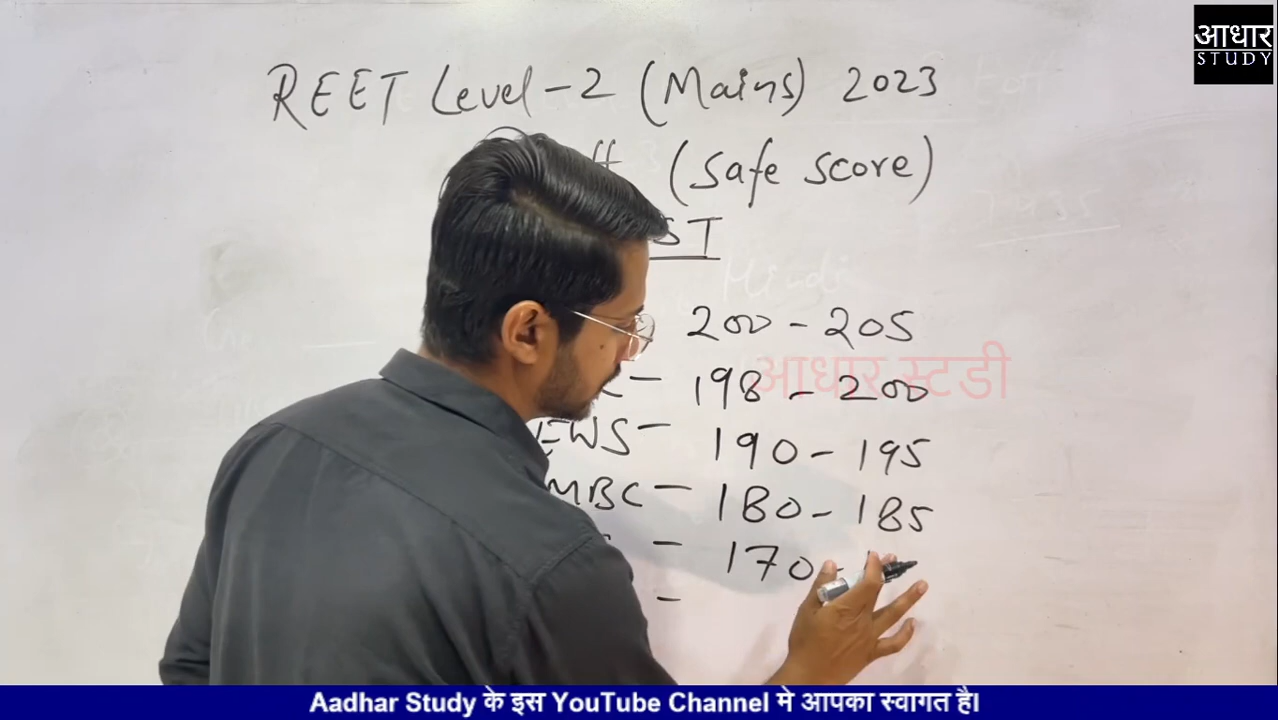 आधार
STUDY
REET Level-2 (Mains) 2023
(Safe score)
ST
200 - 205
- 198 - 200
आधार स्टडी
EWS - 190 - 195
MBC - 180 - 185
- 170 -
-
Aadhar Study के इस YouTube Channel मे आपका स्वागत है।